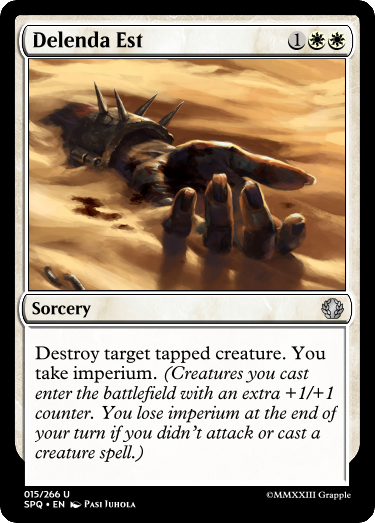 Delenda Est 1
Sorcery
Destroy target tapped creature. You
take imperium. (Creatures you cast
enter the battlefield with an extra +1/+1
counter. You lose imperium at the end of
your turn if you didn't attack or cast a
creature spell.)
015/266 U
SPQ • EN Pasi Juhola
©MMXXIII Grapple